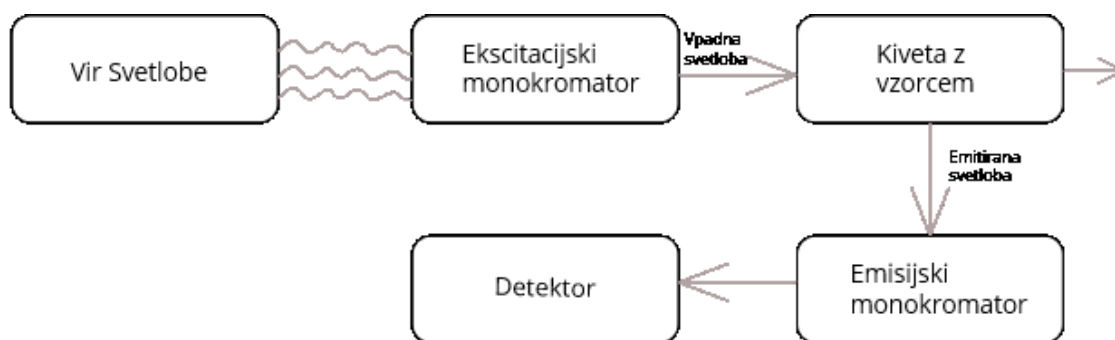 Vir Svetlobe
Ekscitacijski
monokromator
Vpadna
svetloba
Kiveta z
vzorcem
Emitirana
svetloba
Detektor
Emisijski
monokromator